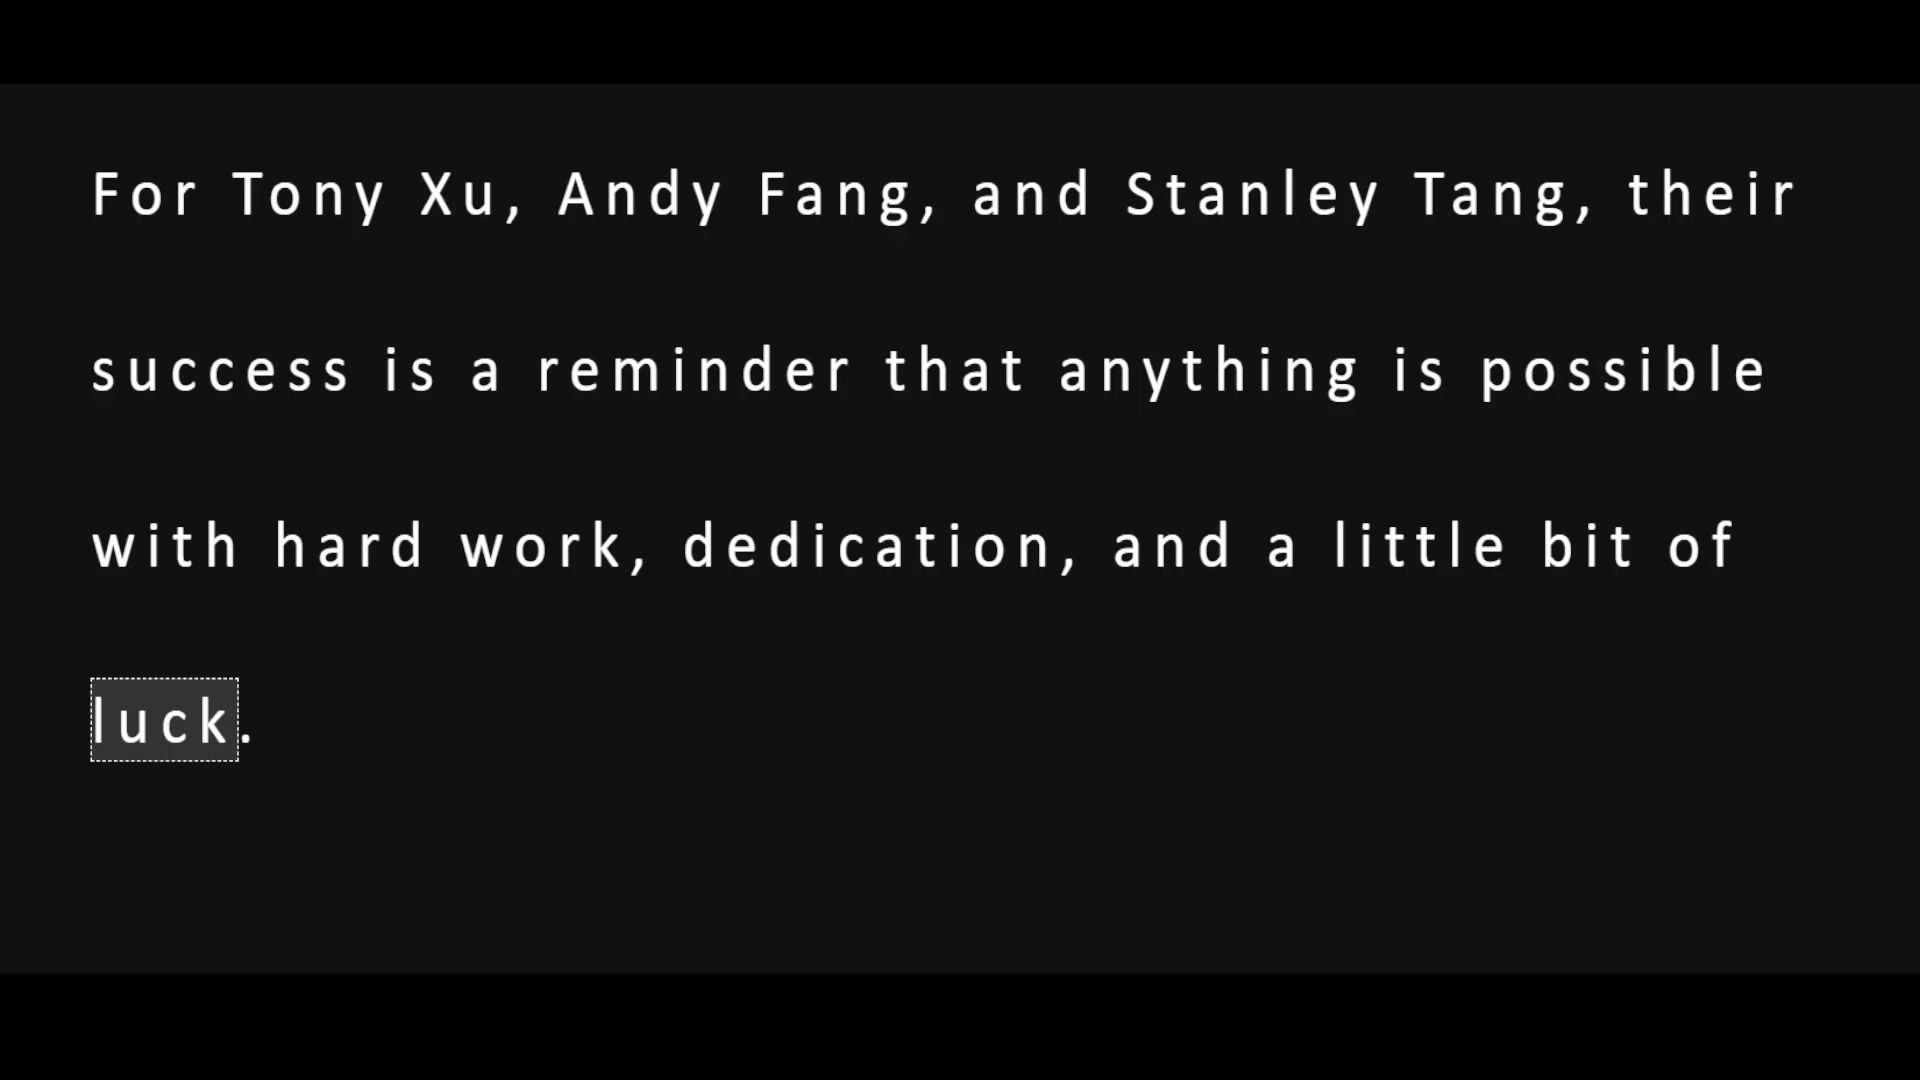 For Tony Xu, Andy Fang, and Stanley Tang, their
success is a reminder that anything is possible
with hard work, dedication, and a little bit of
luck.